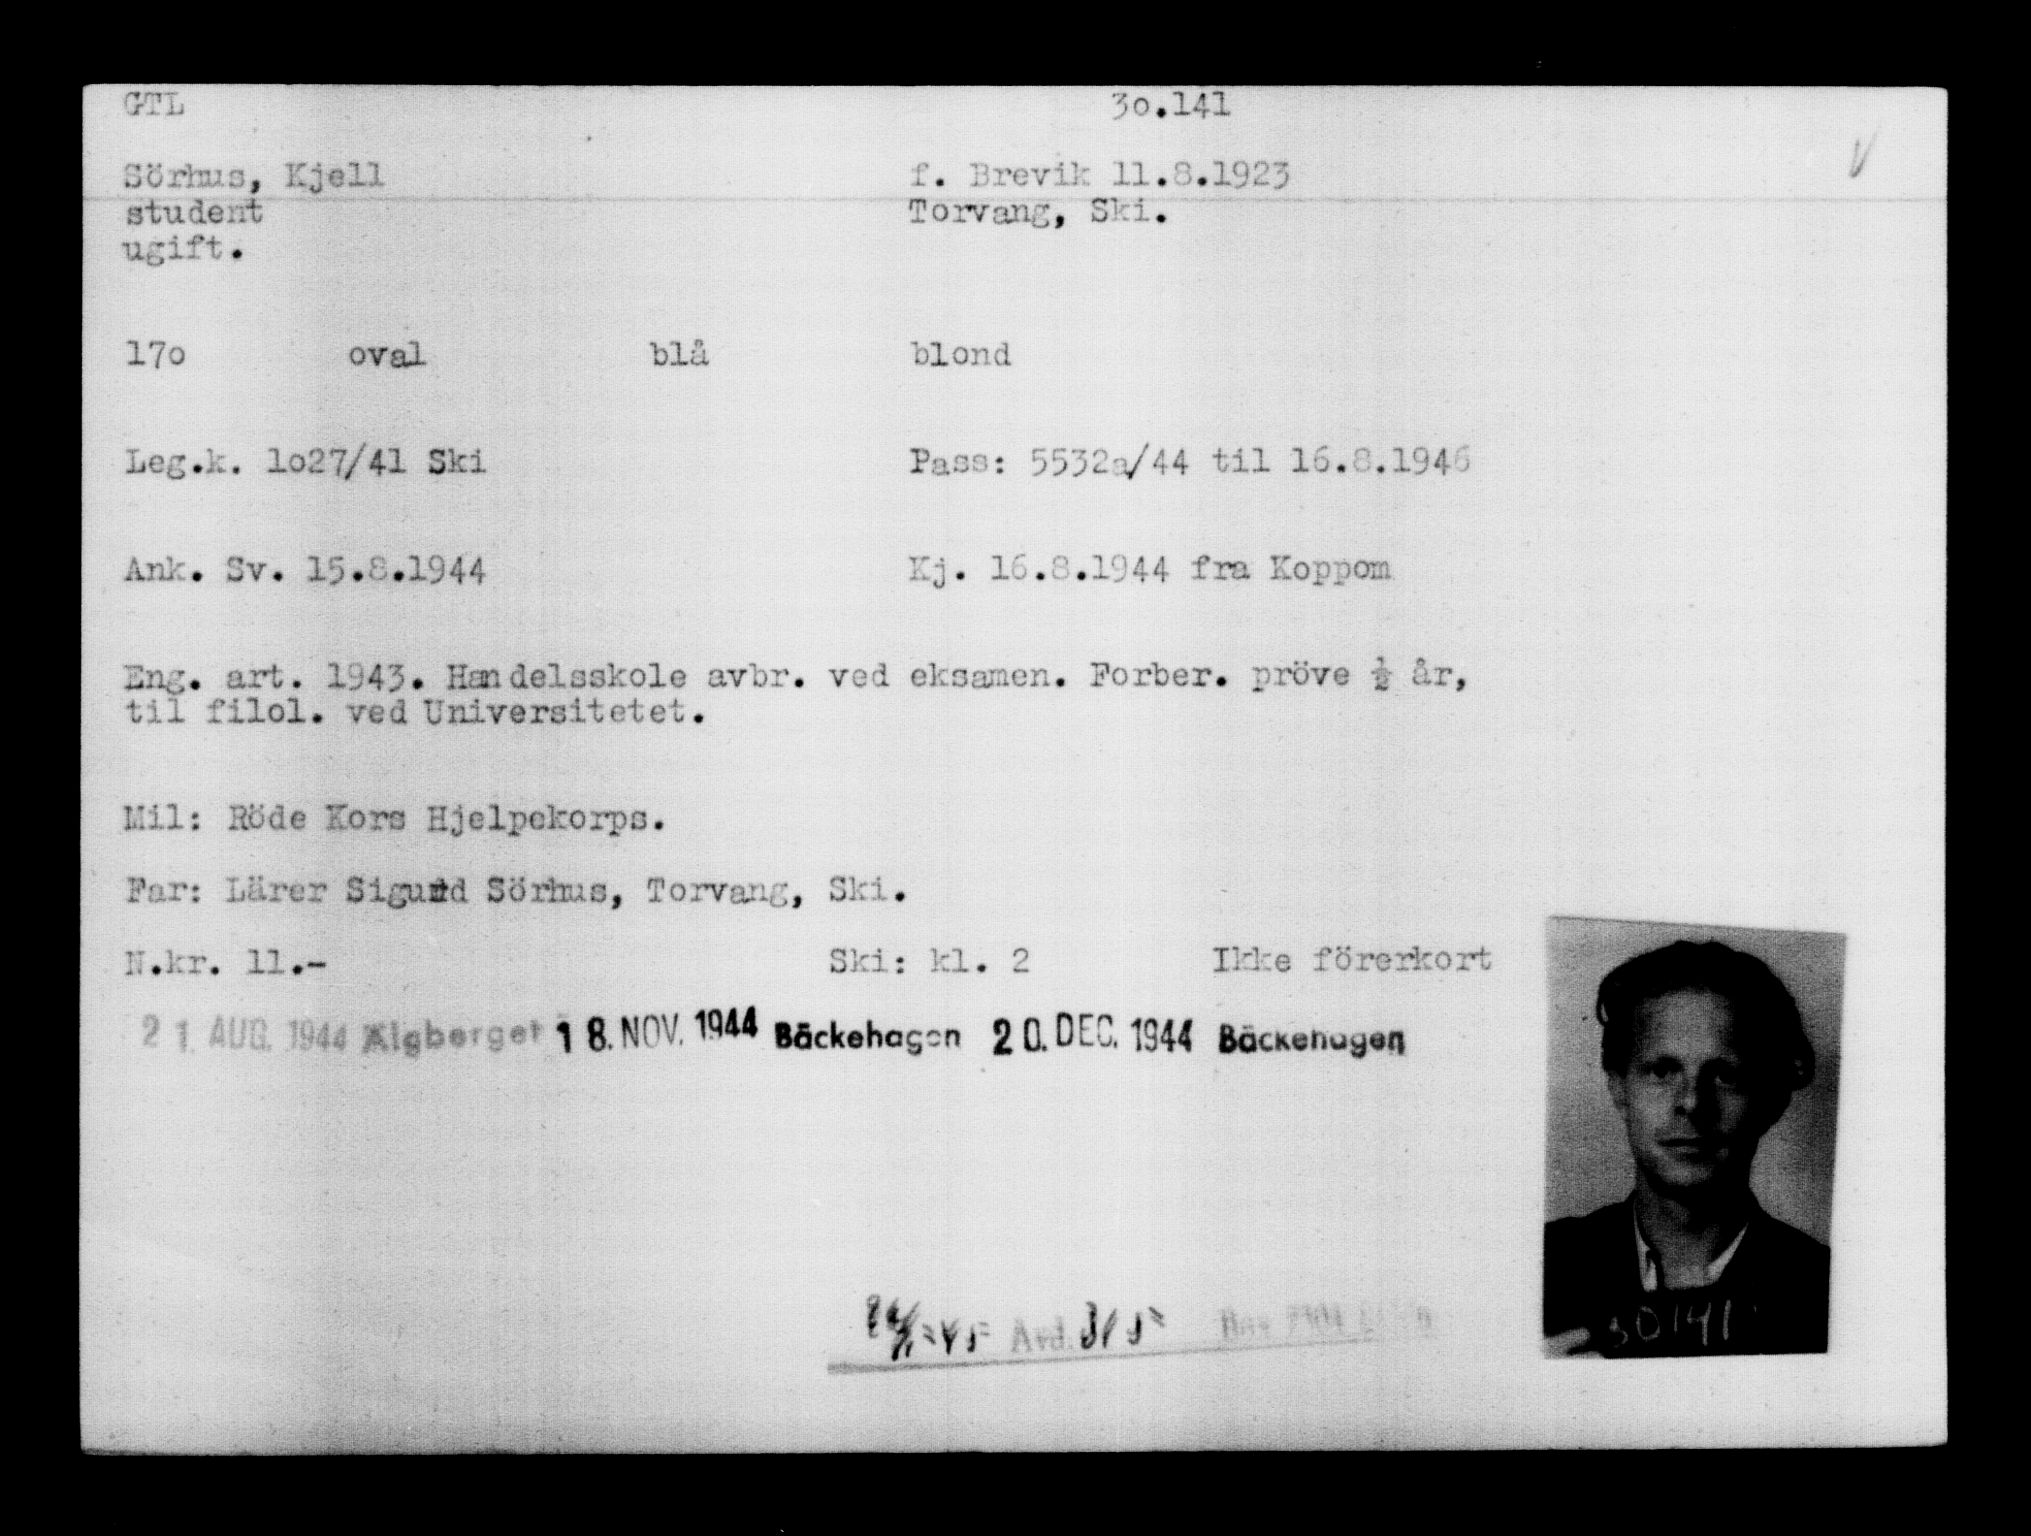 GTL 3o.141
Sörhus, Kjell f. Brevik 11.8.1923
student Torvang, Ski.
ugift.
17o oval blå blond
Leg.k. 1o27/41 Ski Pass: 5532a/44 til 16.8.1946
Ank. Sv. 15.8.1944 Kj. 16.8.1944 fra Koppom
Eng. art. 1943. Handelsskole avbr. ved eksamen. Forber. pröve ½ år,
til filol. ved Universitetet.
Mil: Röde Kors Hjelpekorps.
Far: Lärer Sigurd Sörhus, Torvang, Ski.
N.kr. 11.- Ski: kl. 2 Ikke förerkort
21. AUG. 1944 Älgberget 18. NOV. 1944 Bäckehagen 20. DEC. 1944 Bäckehagen
Avd.
30141